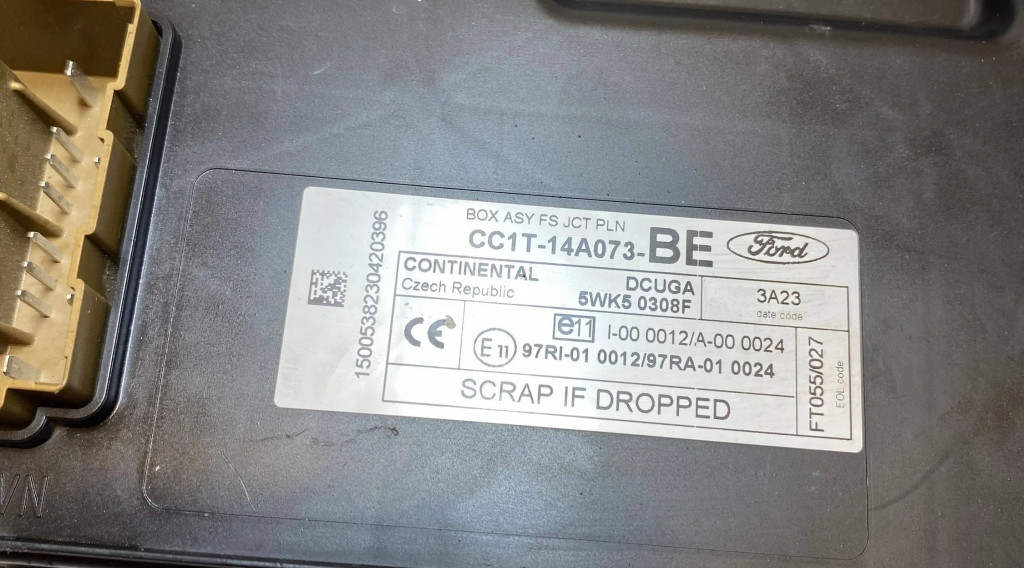 BOX ASY FS JCT PLN
CC1T-14A073-BE
Ford
CONTINENTAL
Czech Republic
DCUGA
5WK5 0308F
3A23
date code
1500538230420396
CE
e11 I-00 0012/A-00 0024
E11 97RI-01 0012/97RA-01 0024
SCRAP IF DROPPED
FT055/027
EOL code